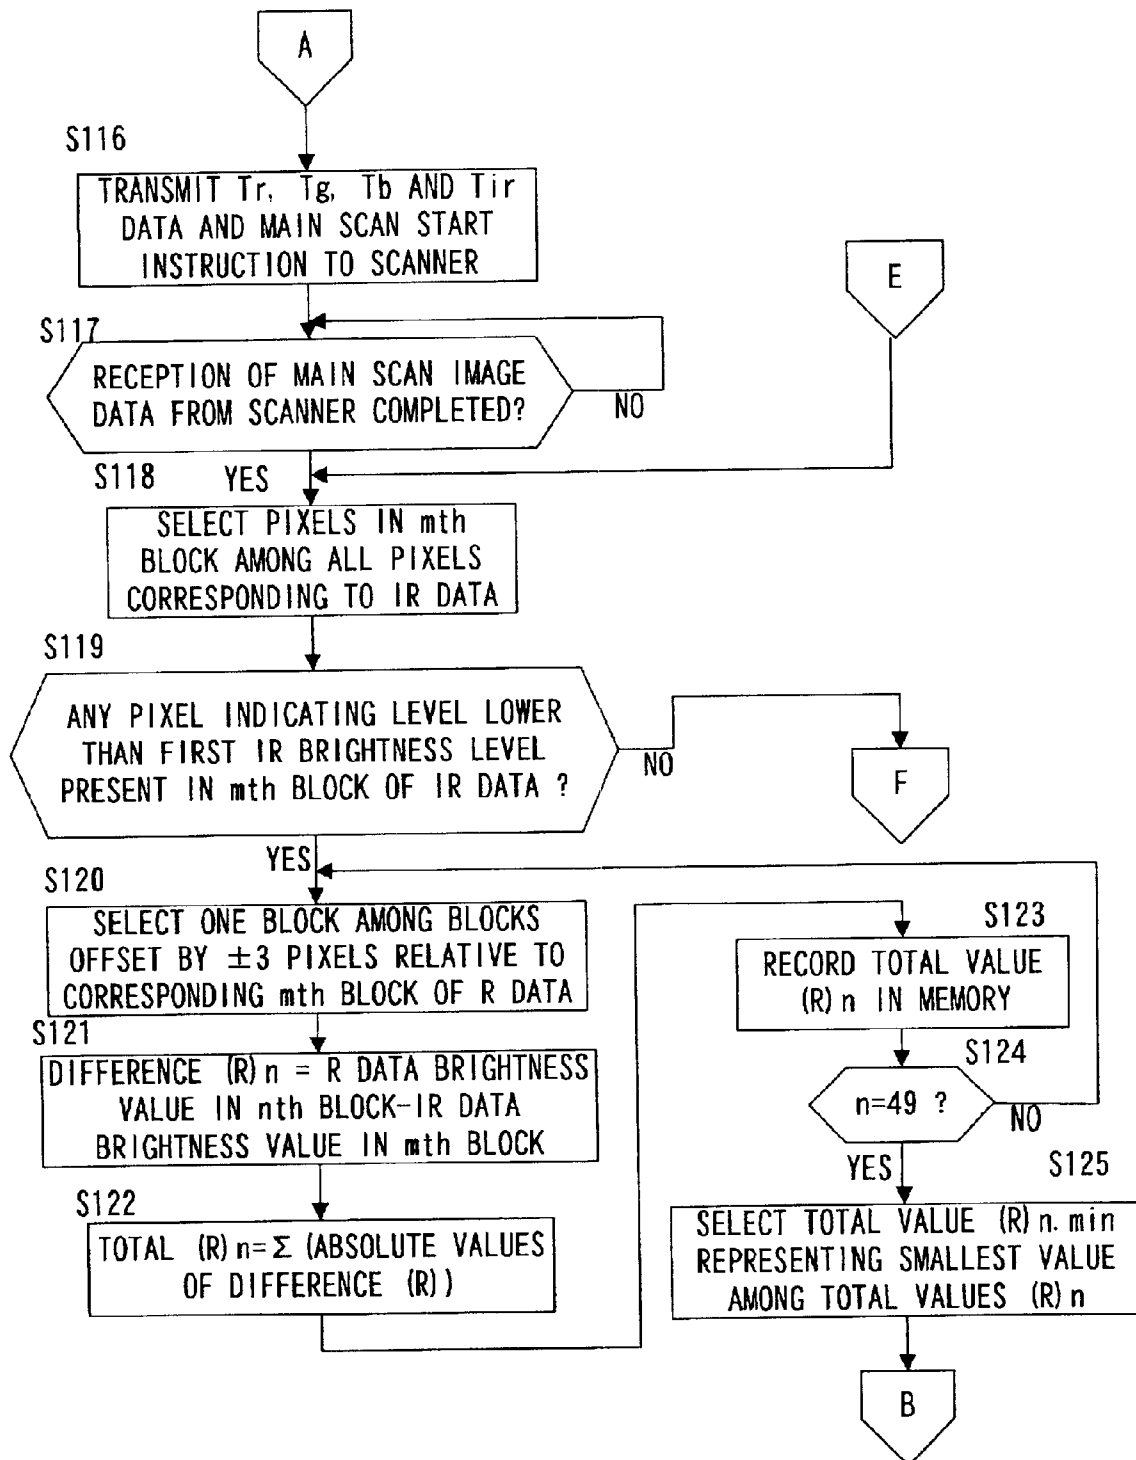 A
S116
TRANSMIT Tr, Tg, Tb AND Tir
DATA AND MAIN SCAN START
INSTRUCTION TO SCANNER
E
S117
RECEPTION OF MAIN SCAN IMAGE
DATA FROM SCANNER COMPLETED?
NO
S118
YES
SELECT PIXELS IN mth
BLOCK AMONG ALL PIXELS
CORRESPONDING TO IR DATA
S119
ANY PIXEL INDICATING LEVEL LOWER
THAN FIRST IR BRIGHTNESS LEVEL
PRESENT IN mth BLOCK OF IR DATA ?
NO
F
YES
S120
SELECT ONE BLOCK AMONG BLOCKS
OFFSET BY ±3 PIXELS RELATIVE TO
CORRESPONDING mth BLOCK OF R DATA
S121
DIFFERENCE (R)n = R DATA BRIGHTNESS
VALUE IN nth BLOCK-IR DATA
BRIGHTNESS VALUE IN mth BLOCK
S122
TOTAL (R)n=Σ (ABSOLUTE VALUES
OF DIFFERENCE (R))
S123
RECORD TOTAL VALUE
(R)n IN MEMORY
S124
n=49 ?
NO
YES
S125
SELECT TOTAL VALUE (R)n.min
REPRESENTING SMALLEST VALUE
AMONG TOTAL VALUES (R)n
B